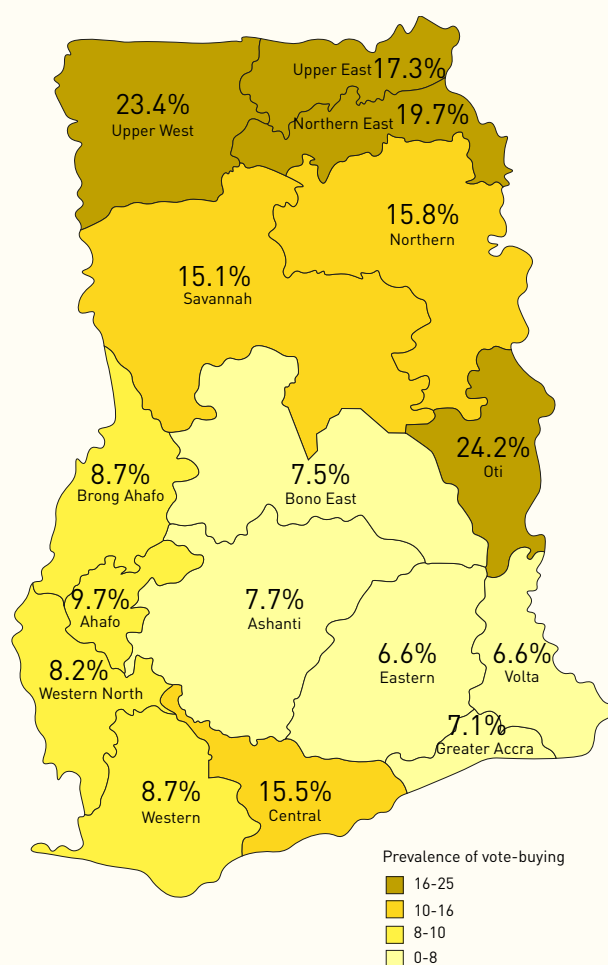 Upper East 17.3%
23.4%
Upper West
Northern East 19.7%
15.8%
Northern
15.1%
Savannah
24.2%
Oti
8.7%
Brong Ahafo
7.5%
Bono East
9.7%
Ahafo
7.7%
Ashanti
6.6%
Eastern
6.6%
Volta
8.2%
Western North
7.1%
Greater Accra
8.7%
Western
15.5%
Central
Prevalence of vote-buying
16-25
10-16
8-10
0-8